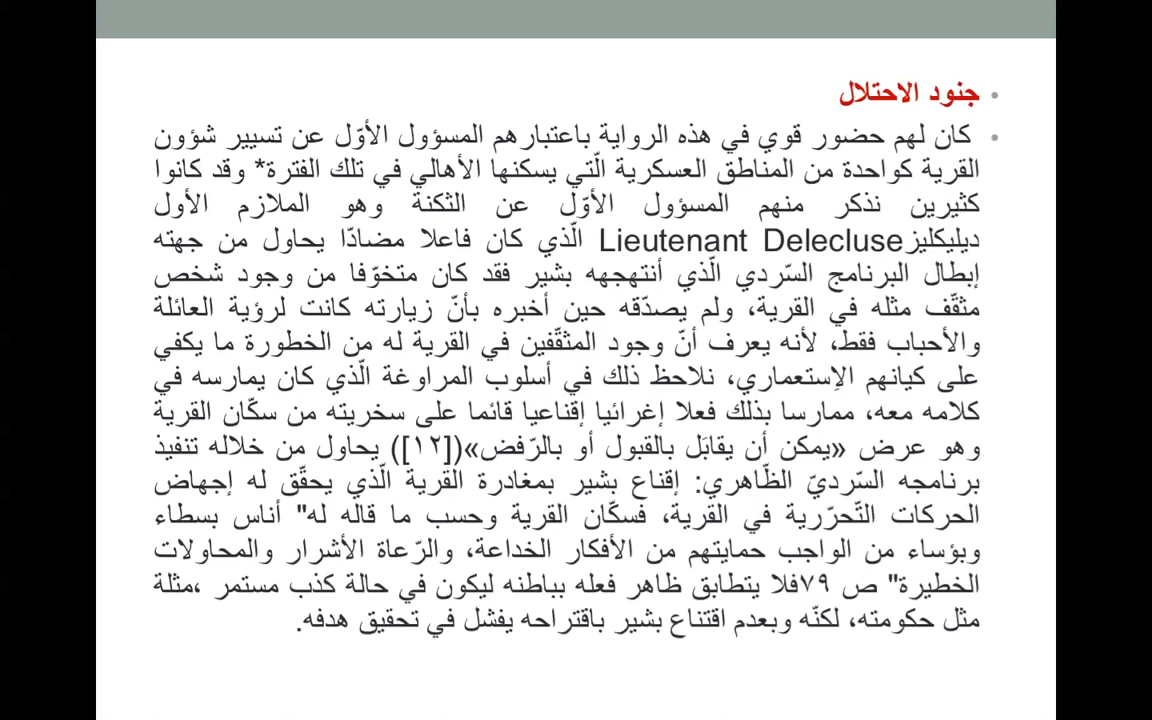 جنود الاحتلال
كان لهم حضور قوي في هذه الرواية باعتبارهم المسؤول الأوّل عن تسيير شؤون
القرية كواحدة من المناطق العسكرية الّتي يسكنها الأهالي في تلك الفترة* وقد كانوا
كثيرين نذكر منهم المسؤول الأوّل عن الثكنة وهو الملازم الأول
ديليكليزLieutenant Delecluse الّذي كان فاعلا مضادّا يحاول من جهته
إبطال البرنامج السّردي الّذي أنتهجهه بشير فقد كان متخوّفا من وجود شخص
مثقّف مثله في القرية، ولم يصدّقه حين أخبره بأنّ زيارته كانت لرؤية العائلة
والأحباب فقط، لأنه يعرف أنّ وجود المثقّفين في القرية له من الخطورة ما يكفي
على كيانهم الإستعماري، نلاحظ ذلك في أسلوب المراوغة الّذي كان يمارسه في
كلامه معه، ممارسا بذلك فعلا إغرائيا إقناعيا قائما على سخريته من سكّان القرية
وهو عرض «يمكن أن يقابَل بالقبول أو بالرّفض»([١٢]) يحاول من خلاله تنفيذ
برنامجه السّرديّ الظّاهري: إقناع بشير بمغادرة القرية الّذي يحقّق له إجهاض
الحركات التّحرّرية في القرية، فسكّان القرية وحسب ما قاله له" أناس بسطاء
وبؤساء من الواجب حمايتهم من الأفكار الخداعة، والرّعاة الأشرار والمحاولات
الخطيرة" ص ٧٩فلا يتطابق ظاهر فعله بباطنه ليكون في حالة كذب مستمر ،مثلة
مثل حكومته، لكنّه وبعدم اقتناع بشير باقتراحه يفشل في تحقيق هدفه.